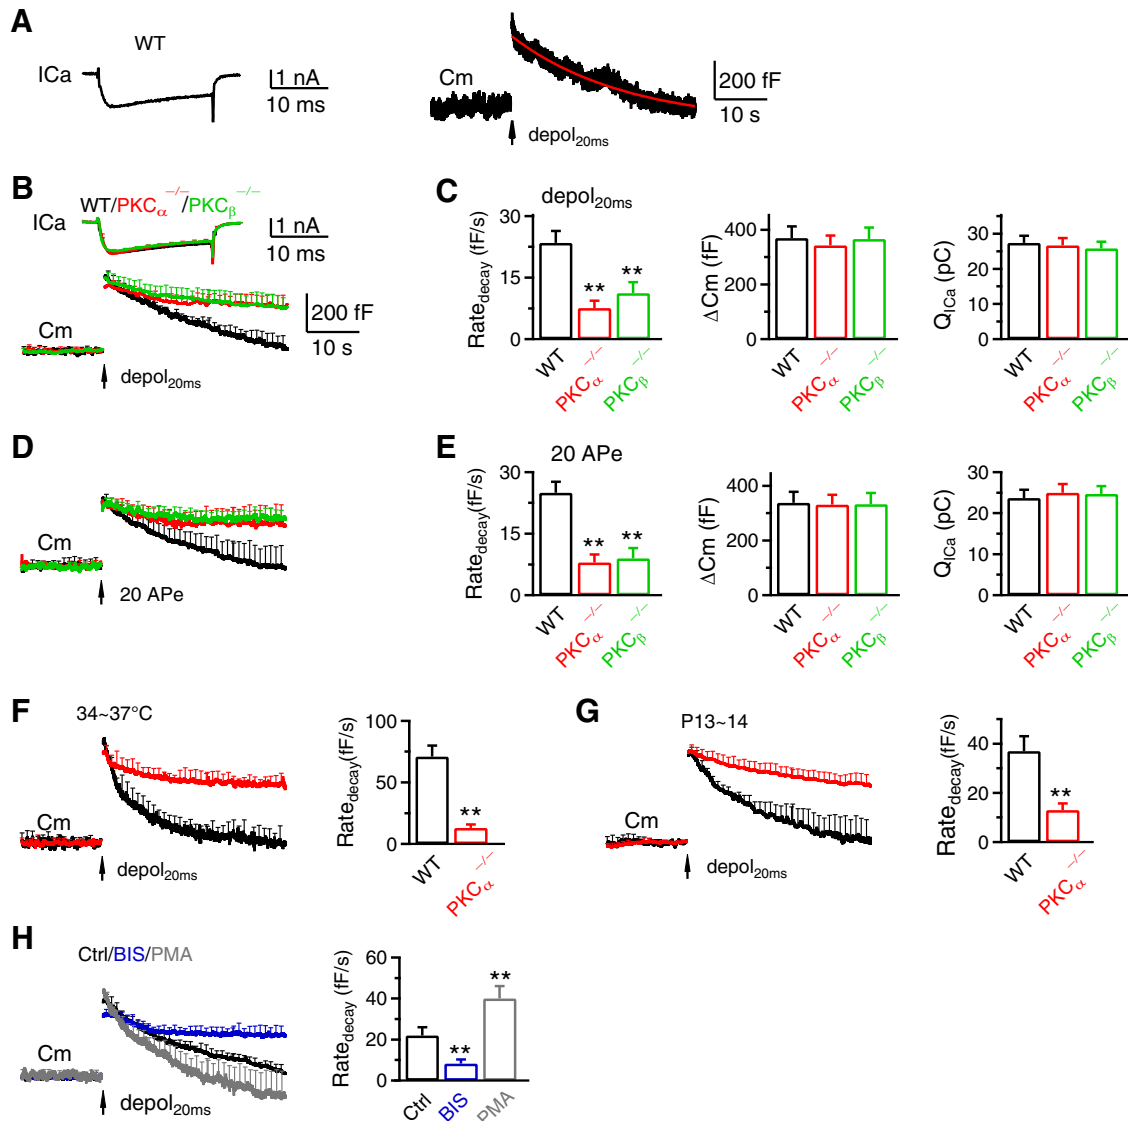 A
WT
ICa
1 nA
10 ms
Cm
depol20ms
200 fF
10 s
B
WT/PKCα−/−/PKCβ−/−
ICa
1 nA
10 ms
200 fF
10 s
Cm
depol20ms
C
depol20ms
Ratedecay (fF/s)
30
15
0
**
**
WT
PKCα−/−
PKCβ−/−
ΔCm (fF)
400
200
0
WT
PKCα−/−
PKCβ−/−
QICa (pC)
30
20
10
0
WT
PKCα−/−
PKCβ−/−
D
Cm
20 APe
E
20 APe
Ratedecay(fF/s)
30
15
0
**
**
WT
PKCα−/−
PKCβ−/−
ΔCm (fF)
400
200
0
WT
PKCα−/−
PKCβ−/−
QICa (pC)
30
20
10
0
WT
PKCα−/−
PKCβ−/−
F
34~37°C
Cm
depol20ms
Ratedecay(fF/s)
100
50
0
**
WT
PKCα−/−
G
P13~14
Cm
depol20ms
Ratedecay(fF/s)
40
20
0
**
WT
PKCα−/−
H
Ctrl/BIS/PMA
Cm
depol20ms
Ratedecay (fF/s)
60
40
20
0
**
**
Ctrl
BIS
PMA